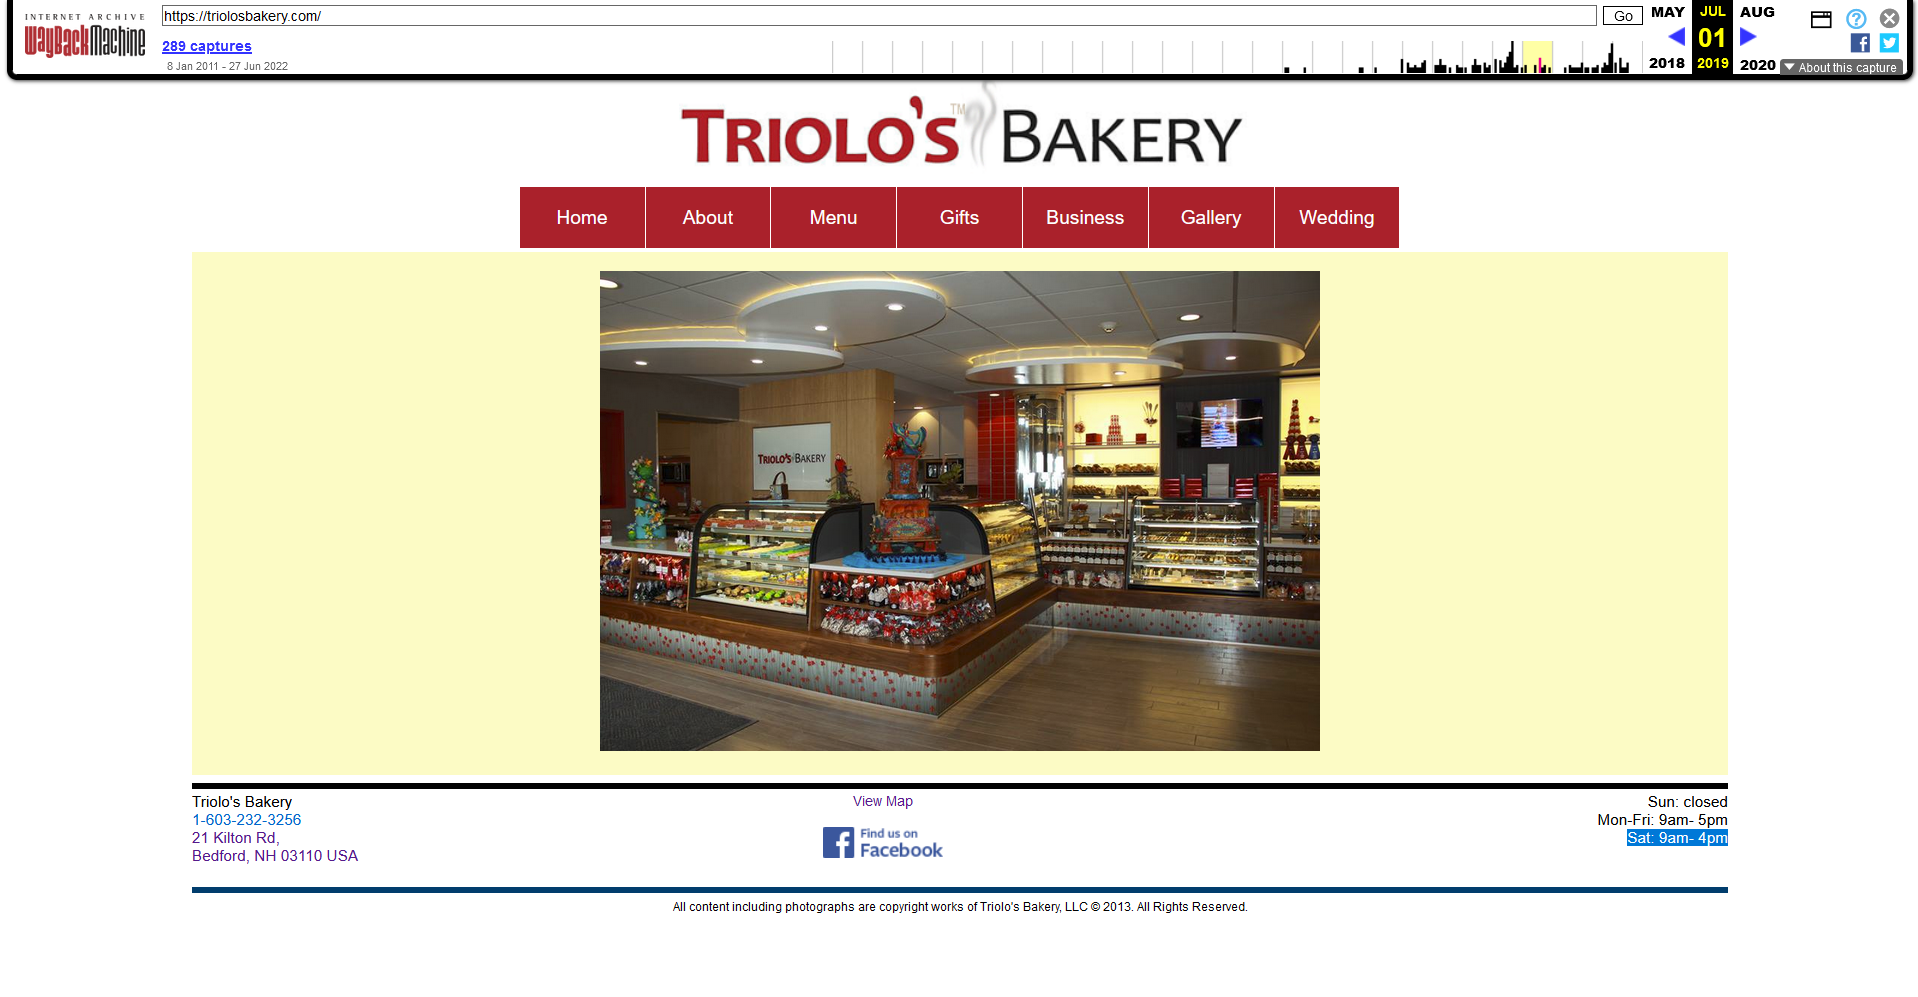 INTERNET ARCHIVE
WayBackMachine
https://triolosbakery.com/
Go
289 captures
8 Jan 2011 - 27 Jun 2022
MAY JUL AUG
01
2018 2019 2020
About this capture
TRIOLO'S™ BAKERY
Home About Menu Gifts Business Gallery Wedding
TRIOLO'S BAKERY
Triolo's Bakery
1-603-232-3256
21 Kilton Rd,
Bedford, NH 03110 USA
View Map
Find us on
Facebook
Sun: closed
Mon-Fri: 9am- 5pm
Sat: 9am- 4pm
All content including photographs are copyright works of Triolo's Bakery, LLC © 2013. All Rights Reserved.